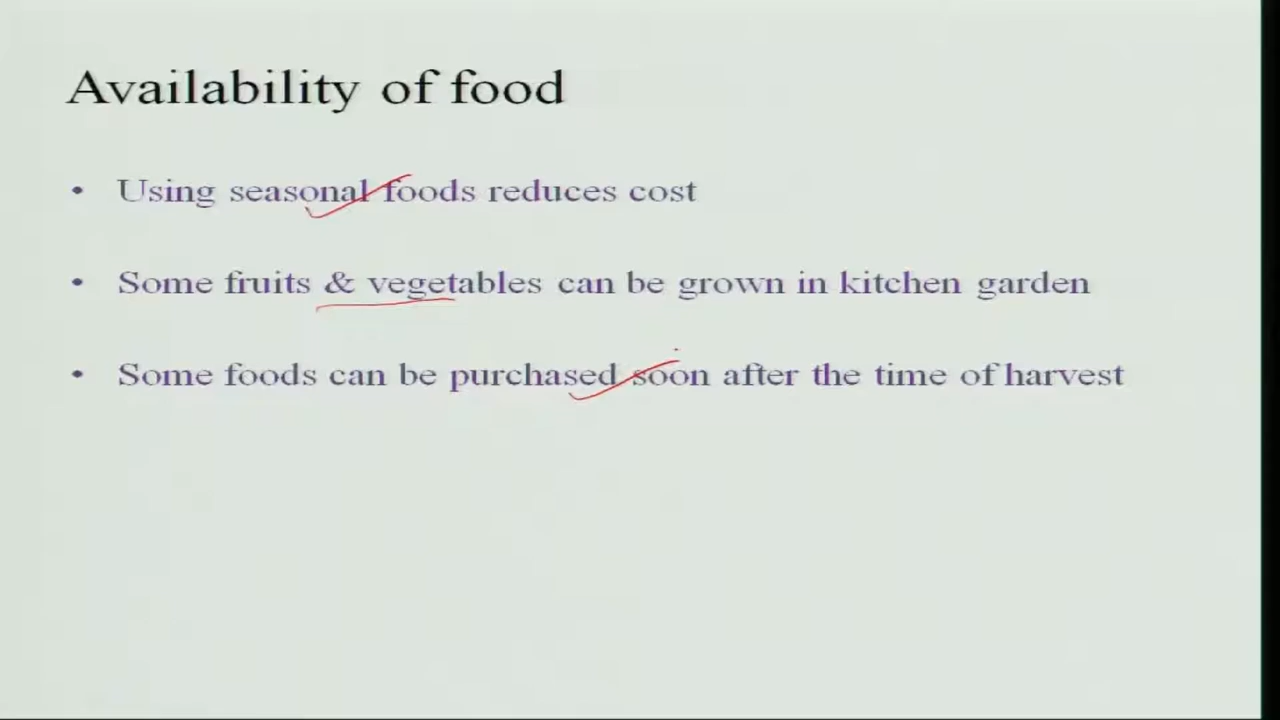 Availability of food
• Using seasonal foods reduces cost
• Some fruits & vegetables can be grown in kitchen garden
• Some foods can be purchased soon after the time of harvest